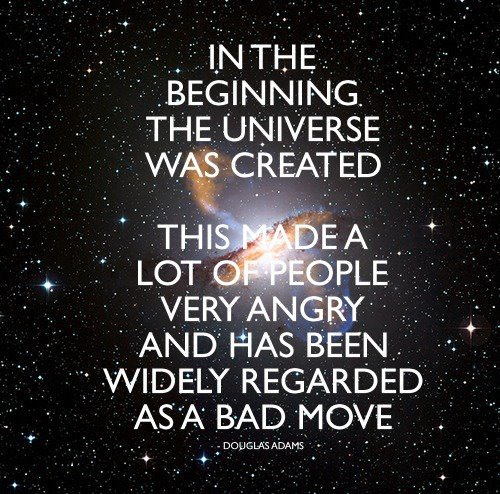 IN THE
BEGINNING
THE UNIVERSE
WAS CREATED
THIS MADE A
LOT OF PEOPLE
VERY ANGRY
AND HAS BEEN
WIDELY REGARDED
AS A BAD MOVE
DOUGLAS ADAMS